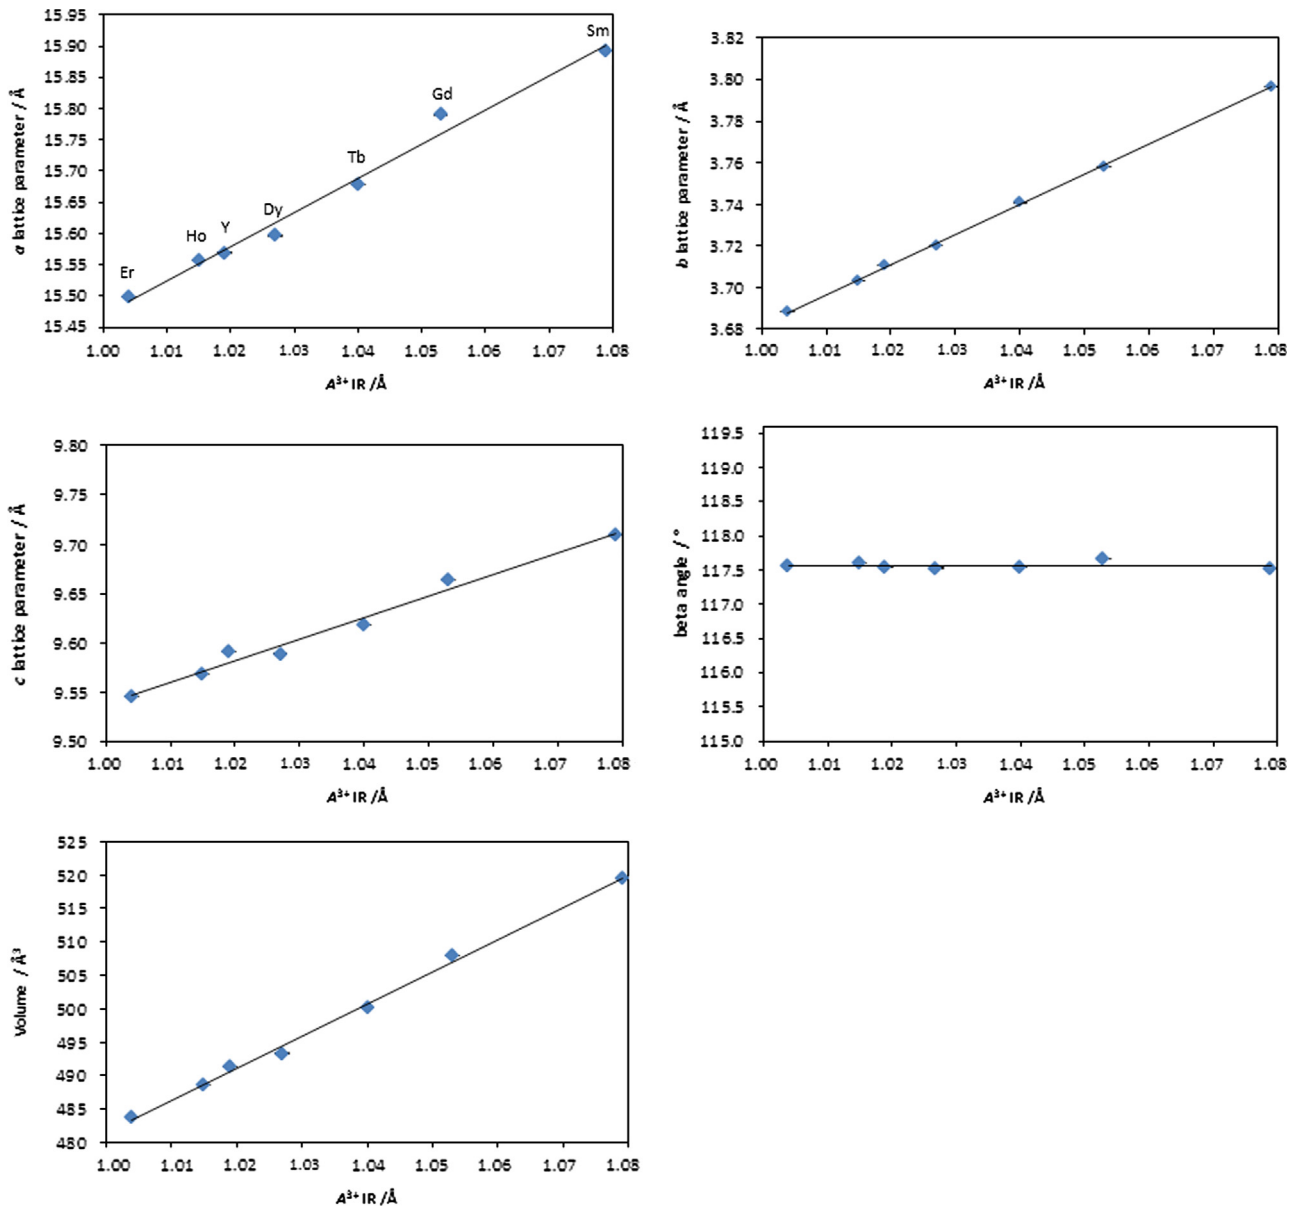 15.95
15.90
15.85
15.80
15.75
15.70
15.65
15.60
15.55
15.50
15.45
a lattice parameter / Å
Er
Ho
Y
Dy
Tb
Gd
Sm
1.00 1.01 1.02 1.03 1.04 1.05 1.06 1.07 1.08
A³⁺ IR /Å
3.82
3.80
3.78
3.76
3.74
3.72
3.70
3.68
b lattice parameter / Å
1.00 1.01 1.02 1.03 1.04 1.05 1.06 1.07 1.08
A³⁺ IR /Å
9.80
9.75
9.70
9.65
9.60
9.55
9.50
c lattice parameter / Å
1.00 1.01 1.02 1.03 1.04 1.05 1.06 1.07 1.08
A³⁺ IR /Å
119.5
119.0
118.5
118.0
117.5
117.0
116.5
116.0
115.5
115.0
beta angle / °
1.00 1.01 1.02 1.03 1.04 1.05 1.06 1.07 1.08
A³⁺ IR /Å
525
520
515
510
505
500
495
490
485
480
Volume / Å³
1.00 1.01 1.02 1.03 1.04 1.05 1.06 1.07 1.08
A³⁺ IR /Å